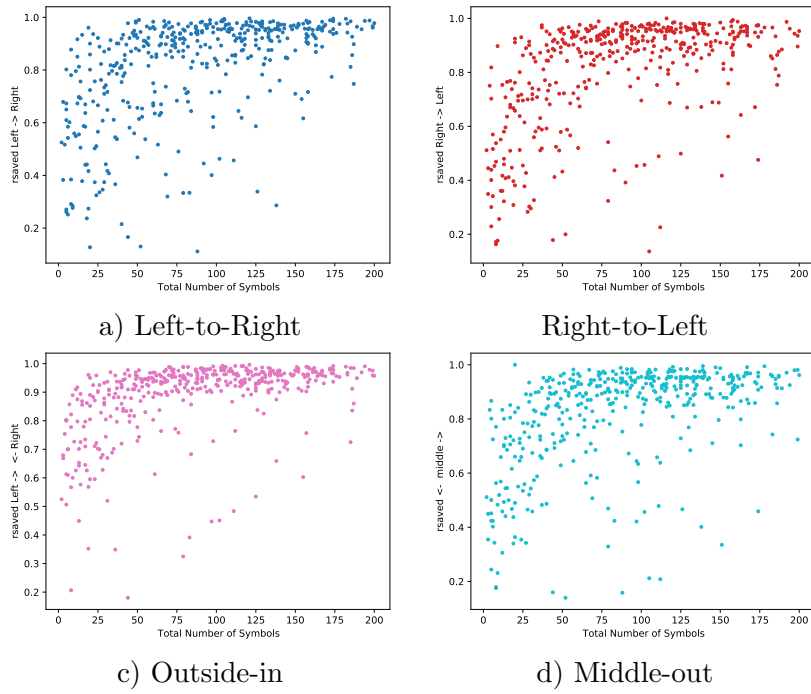 rsaved Left -> Right
1.0
0.8
0.6
0.4
0.2
0 25 50 75 100 125 150 175 200
Total Number of Symbols
a) Left-to-Right
rsaved Right -> Left
1.0
0.8
0.6
0.4
0.2
0 25 50 75 100 125 150 175 200
Total Number of Symbols
Right-to-Left
rsaved Left -> <- Right
1.0
0.9
0.8
0.7
0.6
0.5
0.4
0.3
0.2
0 25 50 75 100 125 150 175 200
Total Number of Symbols
c) Outside-in
rsaved <- middle ->
1.0
0.8
0.6
0.4
0.2
0 25 50 75 100 125 150 175 200
Total Number of Symbols
d) Middle-out